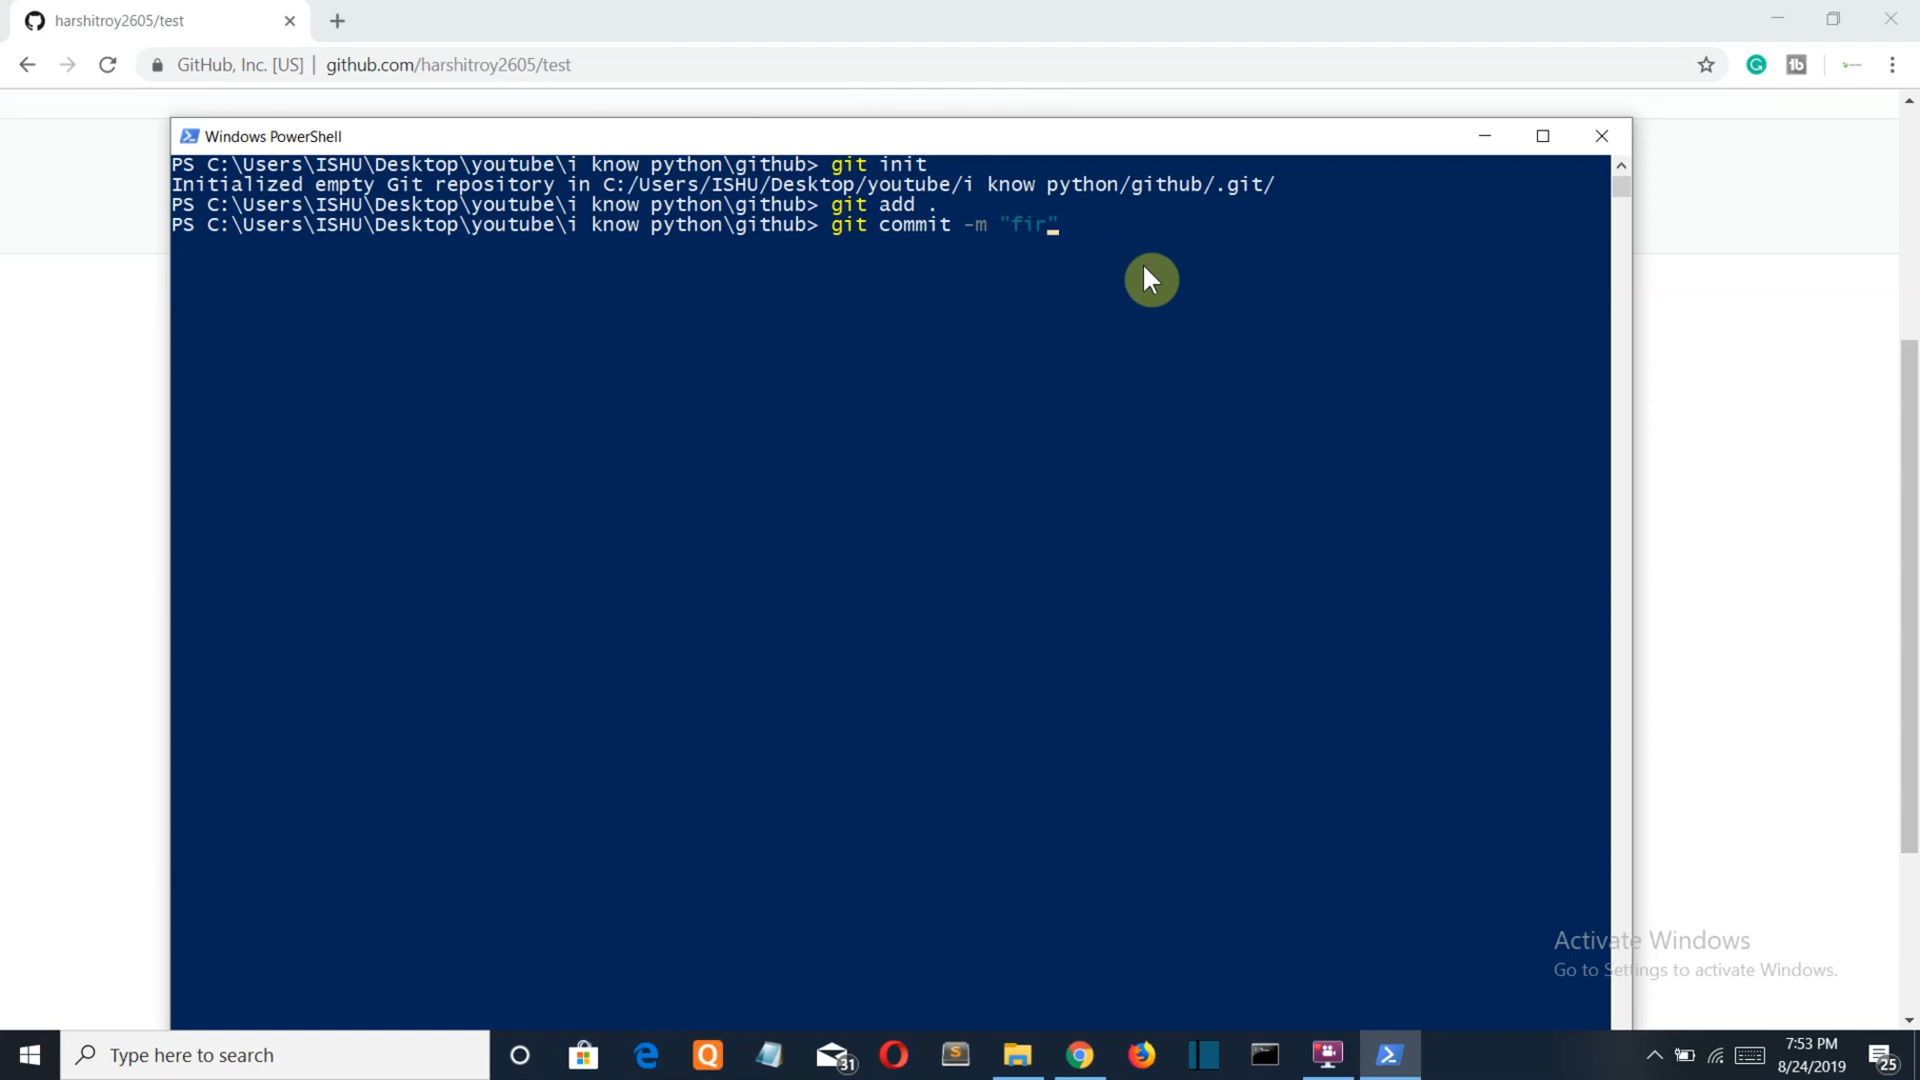 harshitroy2605/test
GitHub, Inc. [US] | github.com/harshitroy2605/test
Windows PowerShell
PS C:\Users\ISHU\Desktop\youtube\i know python\github> git init
Initialized empty Git repository in C:/Users/ISHU/Desktop/youtube/i know python/github/.git/
PS C:\Users\ISHU\Desktop\youtube\i know python\github> git add .
PS C:\Users\ISHU\Desktop\youtube\i know python\github> git commit -m "fir"
Activate Windows
Go to Settings to activate Windows.
Type here to search
31
7:53 PM
8/24/2019
25